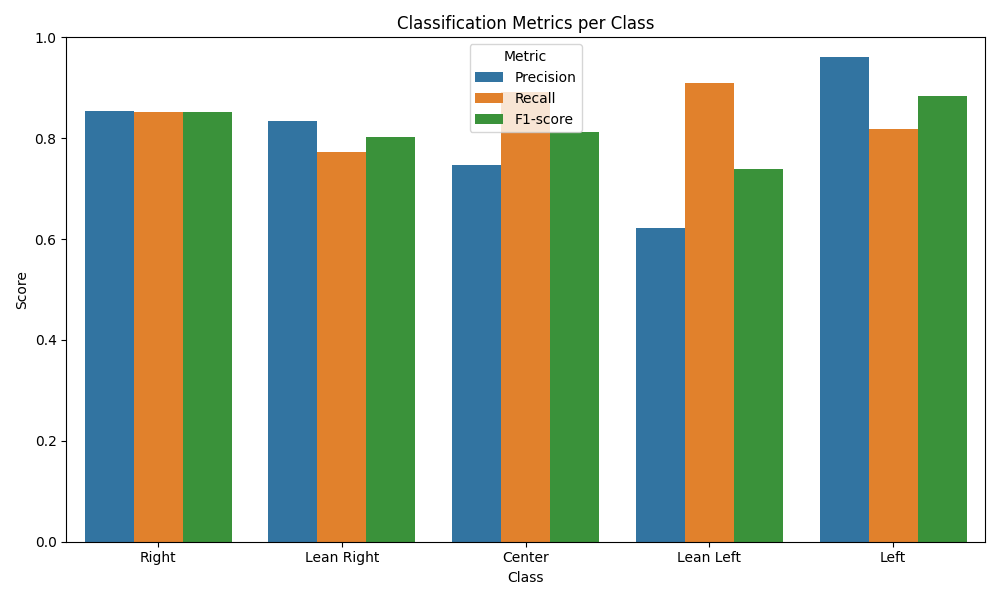 Classification Metrics per Class
Metric
Precision
Recall
F1-score
1.0
0.8
0.6
0.4
0.2
0.0
Score
Right
Lean Right
Center
Lean Left
Left
Class